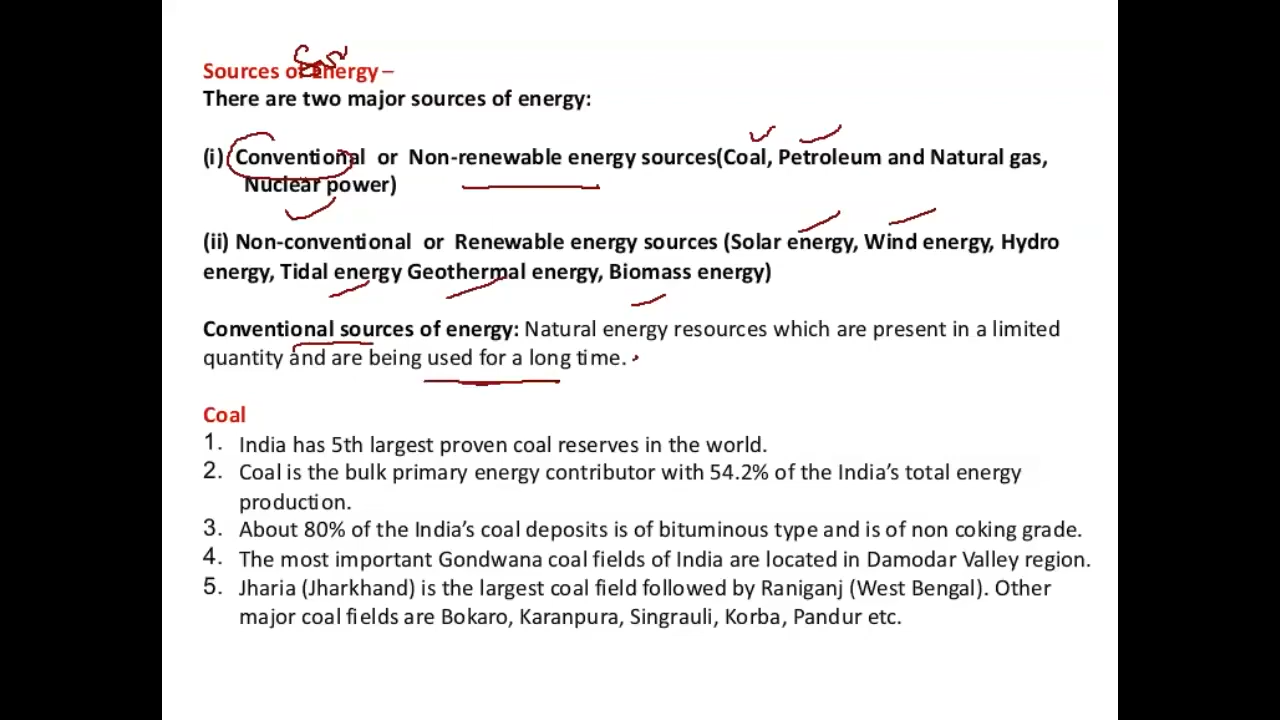 Sources of Energy –
There are two major sources of energy:
(i) Conventional or Non-renewable energy sources(Coal, Petroleum and Natural gas,
Nuclear power)
(ii) Non-conventional or Renewable energy sources (Solar energy, Wind energy, Hydro
energy, Tidal energy Geothermal energy, Biomass energy)
Conventional sources of energy: Natural energy resources which are present in a limited
quantity and are being used for a long time.
Coal
1. India has 5th largest proven coal reserves in the world.
2. Coal is the bulk primary energy contributor with 54.2% of the India's total energy
production.
3. About 80% of the India's coal deposits is of bituminous type and is of non coking grade.
4. The most important Gondwana coal fields of India are located in Damodar Valley region.
5. Jharia (Jharkhand) is the largest coal field followed by Raniganj (West Bengal). Other
major coal fields are Bokaro, Karanpura, Singrauli, Korba, Pandur etc.